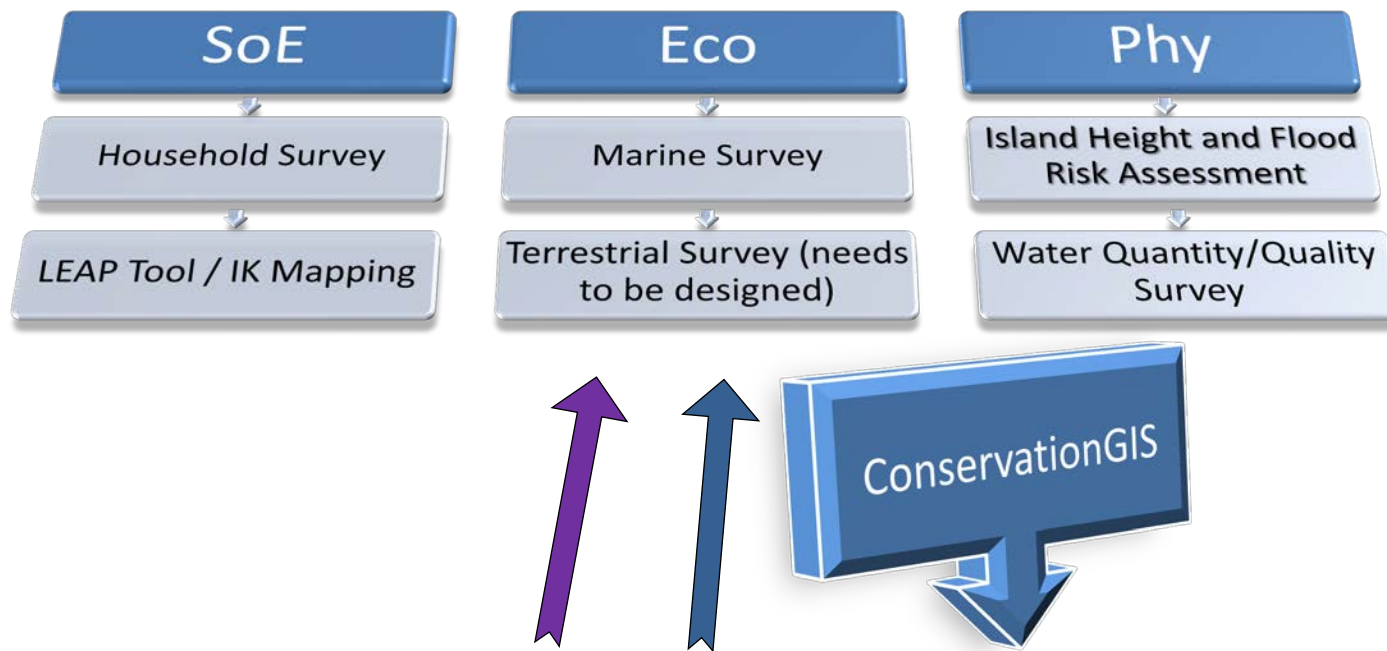 SoE
Household Survey
LEAP Tool / IK Mapping
Eco
Marine Survey
Terrestrial Survey (needs
to be designed)
Phy
Island Height and Flood
Risk Assessment
Water Quantity/Quality
Survey
ConservationGIS